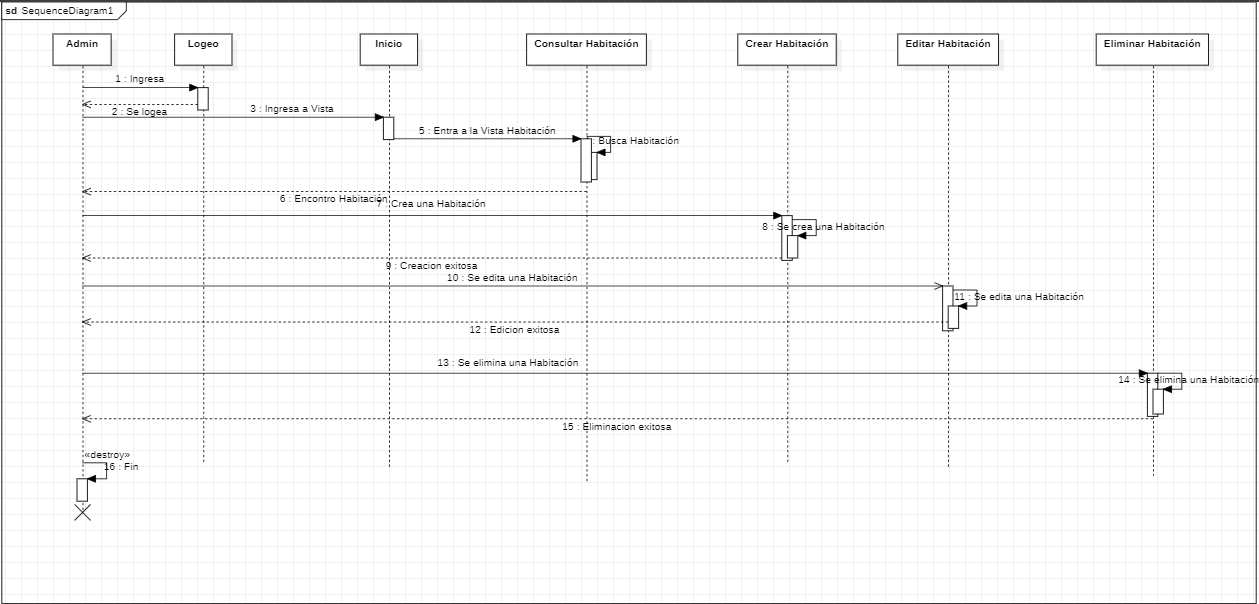 sd SequenceDiagram1
Admin
Logeo
Inicio
Consultar Habitación
Crear Habitación
Editar Habitación
Eliminar Habitación
1 : Ingresa
2 : Se logea
3 : Ingresa a Vista
5 : Entra a la Vista Habitación
: Busca Habitación
6 : Encontro Habitación
7 : Crea una Habitación
8 : Se crea una Habitación
9 : Creacion exitosa
10 : Se edita una Habitación
11 : Se edita una Habitación
12 : Edicion exitosa
13 : Se elimina una Habitación
14 : Se elimina una Habitación
15 : Eliminacion exitosa
«destroy»
16 : Fin